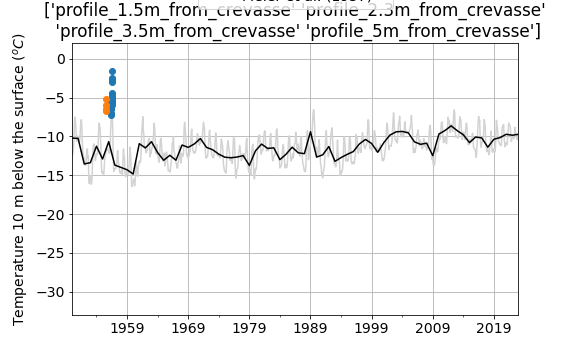 ['profile_1.5m_from_crevasse' 'profile_2.3m_from_crevasse'
'profile_3.5m_from_crevasse' 'profile_5m_from_crevasse']
Temperature 10 m below the surface (°C)
0
−5
−10
−15
−20
−25
−30
1959 1969 1979 1989 1999 2009 2019